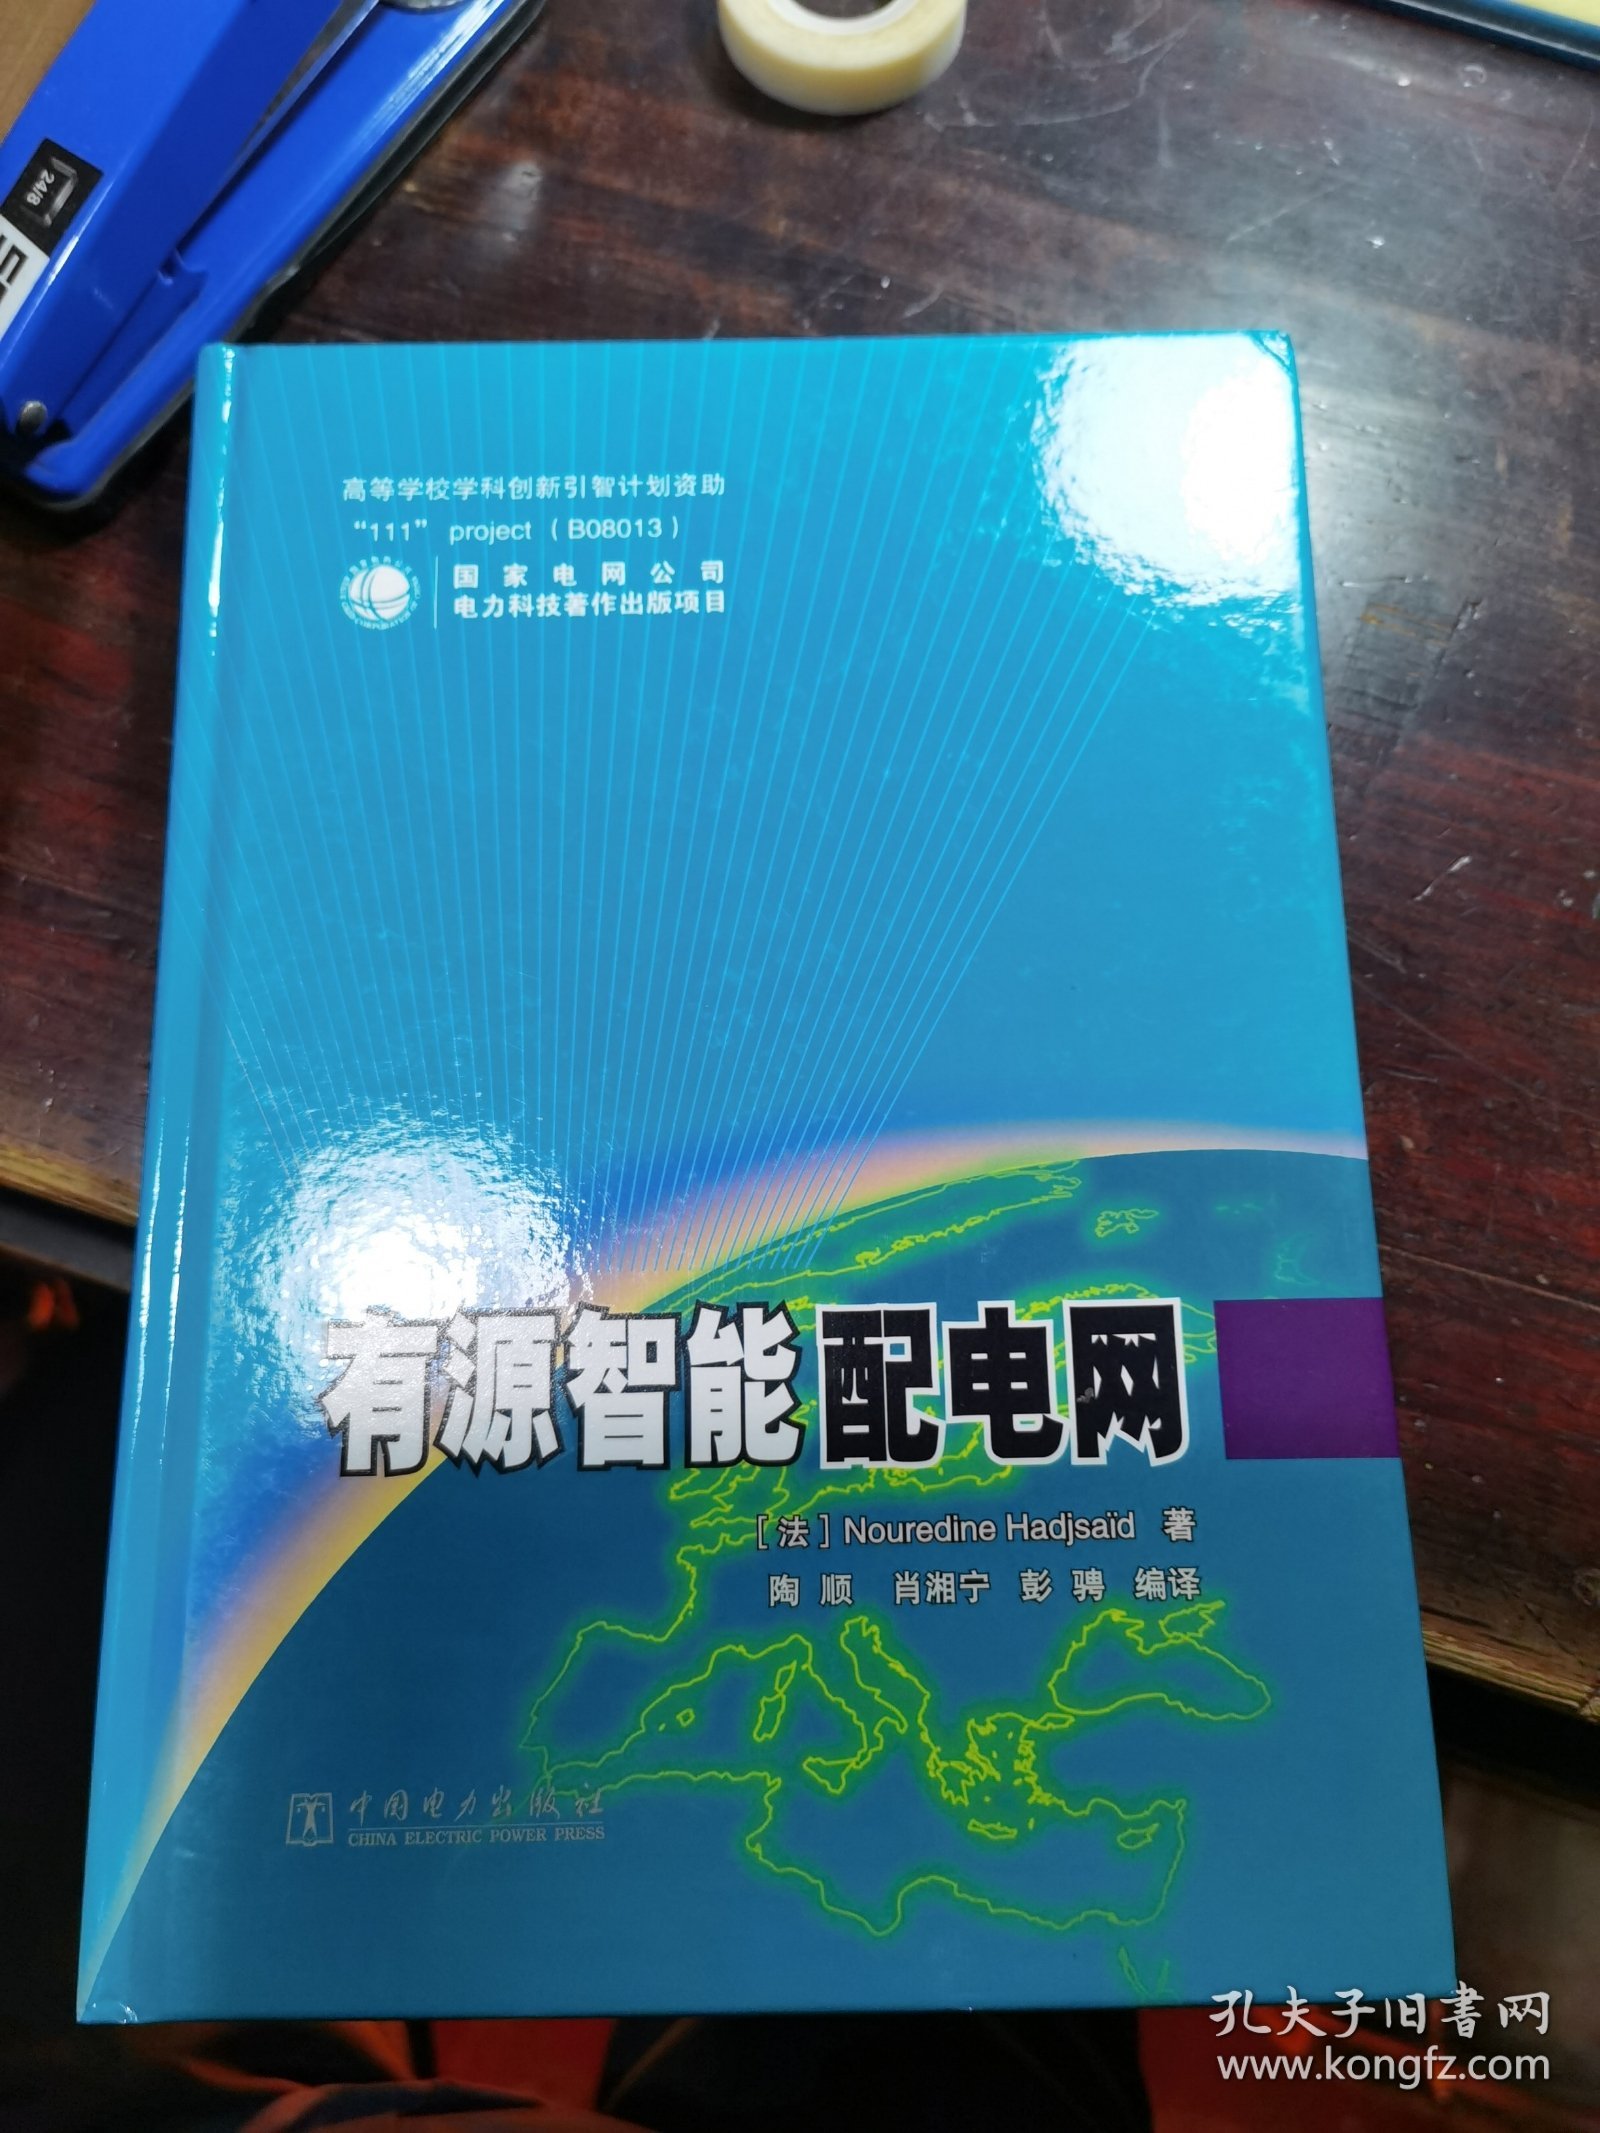 24/8
高等学校学科创新引智计划资助
“111” project（B08013）
国家电网公司
电力科技著作出版项目
有源智能配电网
［法］Nouredine Hadjsaïd 著
陶顺 肖湘宁 彭骋 编译
中国电力出版社
CHINA ELECTRIC POWER PRESS
孔夫子旧书网
www.kongfz.com